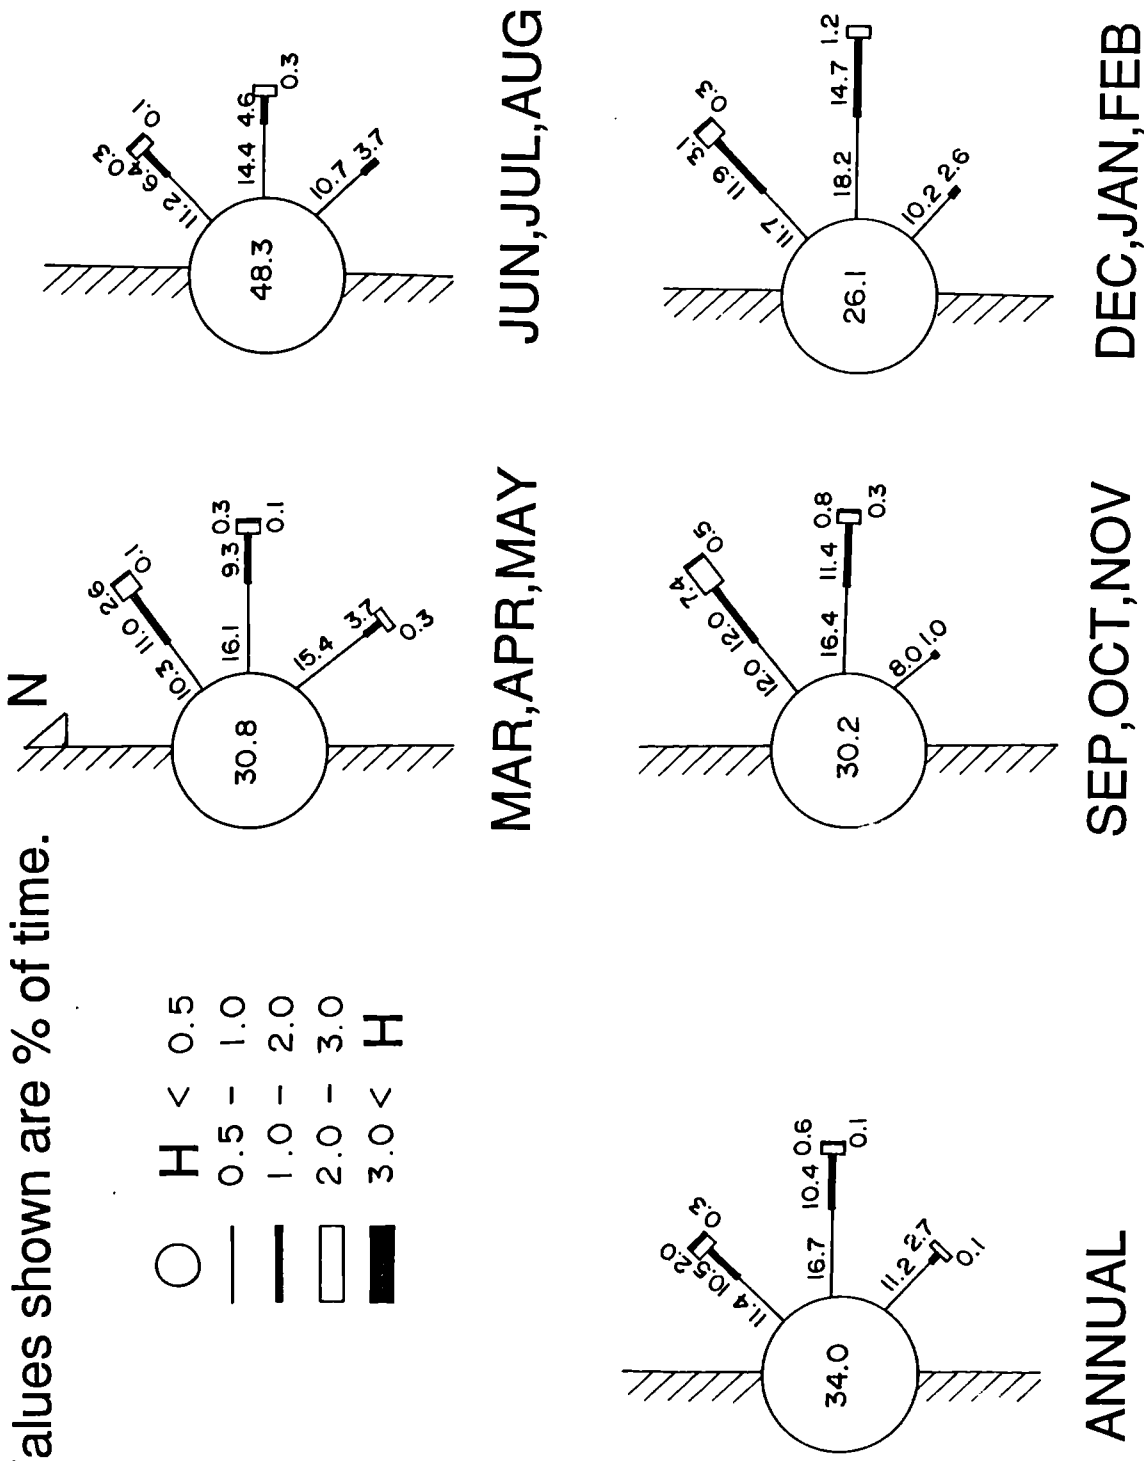 alues shown are % of time.
H < 0.5
0.5 - 1.0
1.0 - 2.0
2.0 - 3.0
3.0 < H
N
30.8
10.3 11.0 2.6 0.1
16.1 9.3 0.3 0.1
15.4 3.7 0.3
MAR,APR,MAY
48.3
11.2 6.4 0.3 0.1
14.4 4.6 0.3
10.7 3.7
JUN,JUL,AUG
34.0
11.4 10.5 2.0 0.3
16.7 10.4 0.6 0.1
11.2 2.7 0.1
ANNUAL
30.2
12.0 12.0 7.4 0.5
16.4 11.4 0.8 0.3
8.0 1.0
SEP,OCT,NOV
26.1
11.7 11.9 3.1 0.3
18.2 14.7 1.2
10.2 2.6
DEC,JAN,FEB